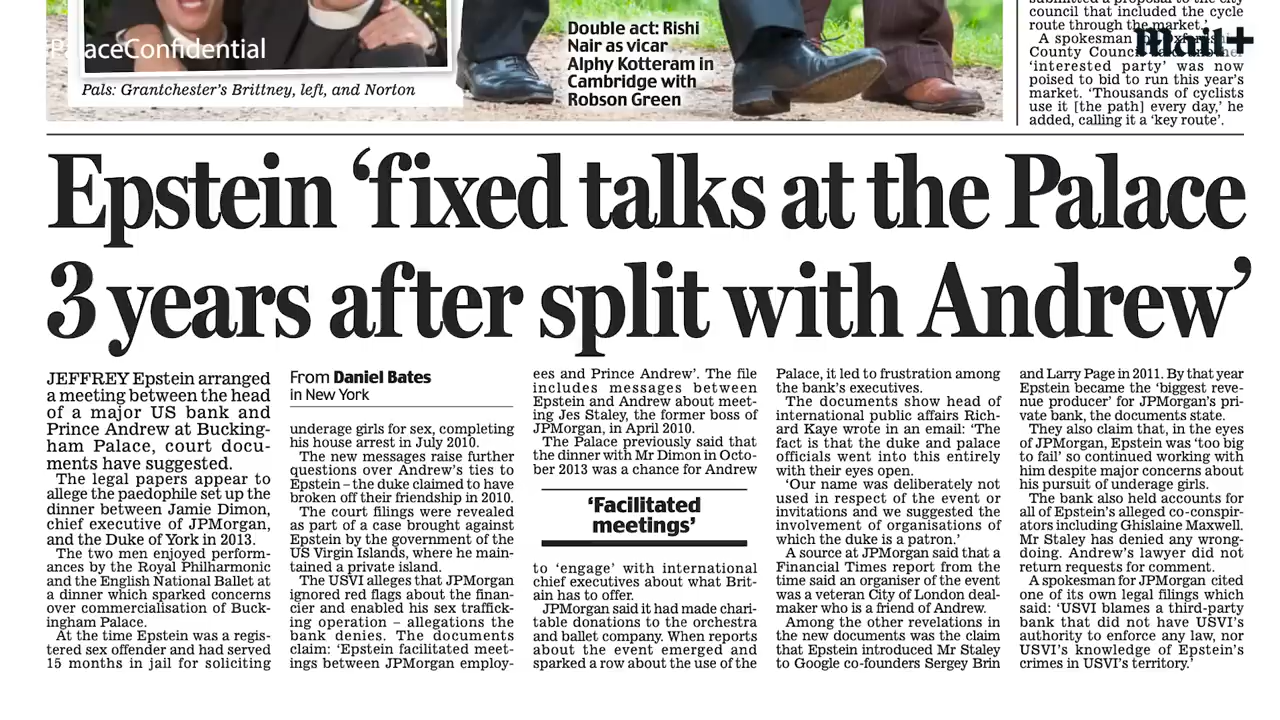 PalaceConfidential
Pals: Grantchester's Brittney, left, and Norton
Double act: Rishi
Nair as vicar
Alphy Kotteram in
Cambridge with
Robson Green
submitted a proposal to the city
council that included the cycle
route through the market.'
A spokesman
County
'interested party' was now
poised to bid to run this year's
market. 'Thousands of cyclists
use it [the path] every day,' he
added, calling it a 'key route'.
Mail+
Epstein 'fixed talks at the Palace
3 years after split with Andrew'
JEFFREY Epstein arranged
a meeting between the head
of a major US bank and
Prince Andrew at Bucking-
ham Palace, court docu-
ments have suggested.
The legal papers appear to
allege the paedophile set up the
dinner between Jamie Dimon,
chief executive of JPMorgan,
and the Duke of York in 2013.
The two men enjoyed perform-
ances by the Royal Philharmonic
and the English National Ballet at
a dinner which sparked concerns
over commercialisation of Buck-
ingham Palace.
At the time Epstein was a regis-
tered sex offender and had served
15 months in jail for soliciting
From Daniel Bates
in New York
underage girls for sex, completing
his house arrest in July 2010.
The new messages raise further
questions over Andrew's ties to
Epstein – the duke claimed to have
broken off their friendship in 2010.
The court filings were revealed
as part of a case brought against
Epstein by the government of the
US Virgin Islands, where he main-
tained a private island.
The USVI alleges that JPMorgan
ignored red flags about the finan-
cier and enabled his sex traffick-
ing operation – allegations the
bank denies. The documents
claim: 'Epstein facilitated meet-
ings between JPMorgan employ-
ees and Prince Andrew'. The file
includes messages between
Epstein and Andrew about meet-
ing Jes Staley, the former boss of
JPMorgan, in April 2010.
The Palace previously said that
the dinner with Mr Dimon in Octo-
ber 2013 was a chance for Andrew
'Facilitated
meetings'
to 'engage' with international
chief executives about what Brit-
ain has to offer.
JPMorgan said it had made chari-
table donations to the orchestra
and ballet company. When reports
about the event emerged and
sparked a row about the use of the
Palace, it led to frustration among
the bank's executives.
The documents show head of
international public affairs Rich-
ard Kaye wrote in an email: 'The
fact is that the duke and palace
officials went into this entirely
with their eyes open.
'Our name was deliberately not
used in respect of the event or
invitations and we suggested the
involvement of organisations of
which the duke is a patron.'
A source at JPMorgan said that a
Financial Times report from the
time said an organiser of the event
was a veteran City of London deal-
maker who is a friend of Andrew.
Among the other revelations in
the new documents was the claim
that Epstein introduced Mr Staley
to Google co-founders Sergey Brin
and Larry Page in 2011. By that year
Epstein became the 'biggest reve-
nue producer' for JPMorgan's pri-
vate bank, the documents state.
They also claim that, in the eyes
of JPMorgan, Epstein was 'too big
to fail' so continued working with
him despite major concerns about
his pursuit of underage girls.
The bank also held accounts for
all of Epstein's alleged co-conspir-
ators including Ghislaine Maxwell.
Mr Staley has denied any wrong-
doing. Andrew's lawyer did not
return requests for comment.
A spokesman for JPMorgan cited
one of its own legal filings which
said: 'USVI blames a third-party
bank that did not have USVI's
authority to enforce any law, nor
USVI's knowledge of Epstein's
crimes in USVI's territory.'